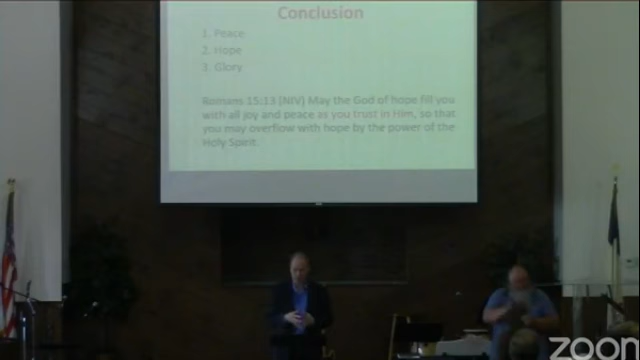 Conclusion
1. Peace
2. Hope
3. Glory
Romans 15:13 (NIV) May the God of hope fill you
with all joy and peace as you trust in Him, so that
you may overflow with hope by the power of the
Holy Spirit.
zoom